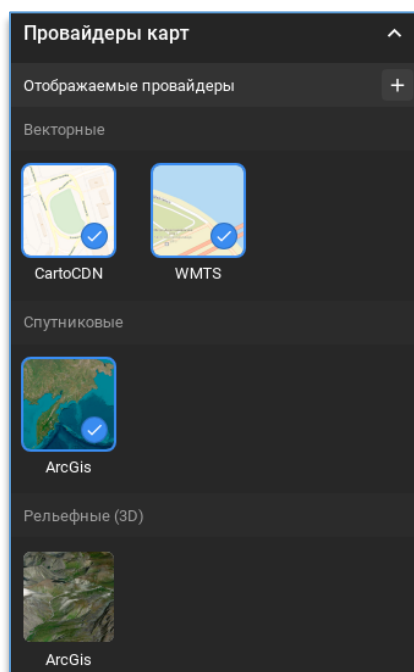 Провайдеры карт
Отображаемые провайдеры
Векторные
CartoCDN WMTS
Спутниковые
ArcGis
Рельефные (3D)
ArcGis